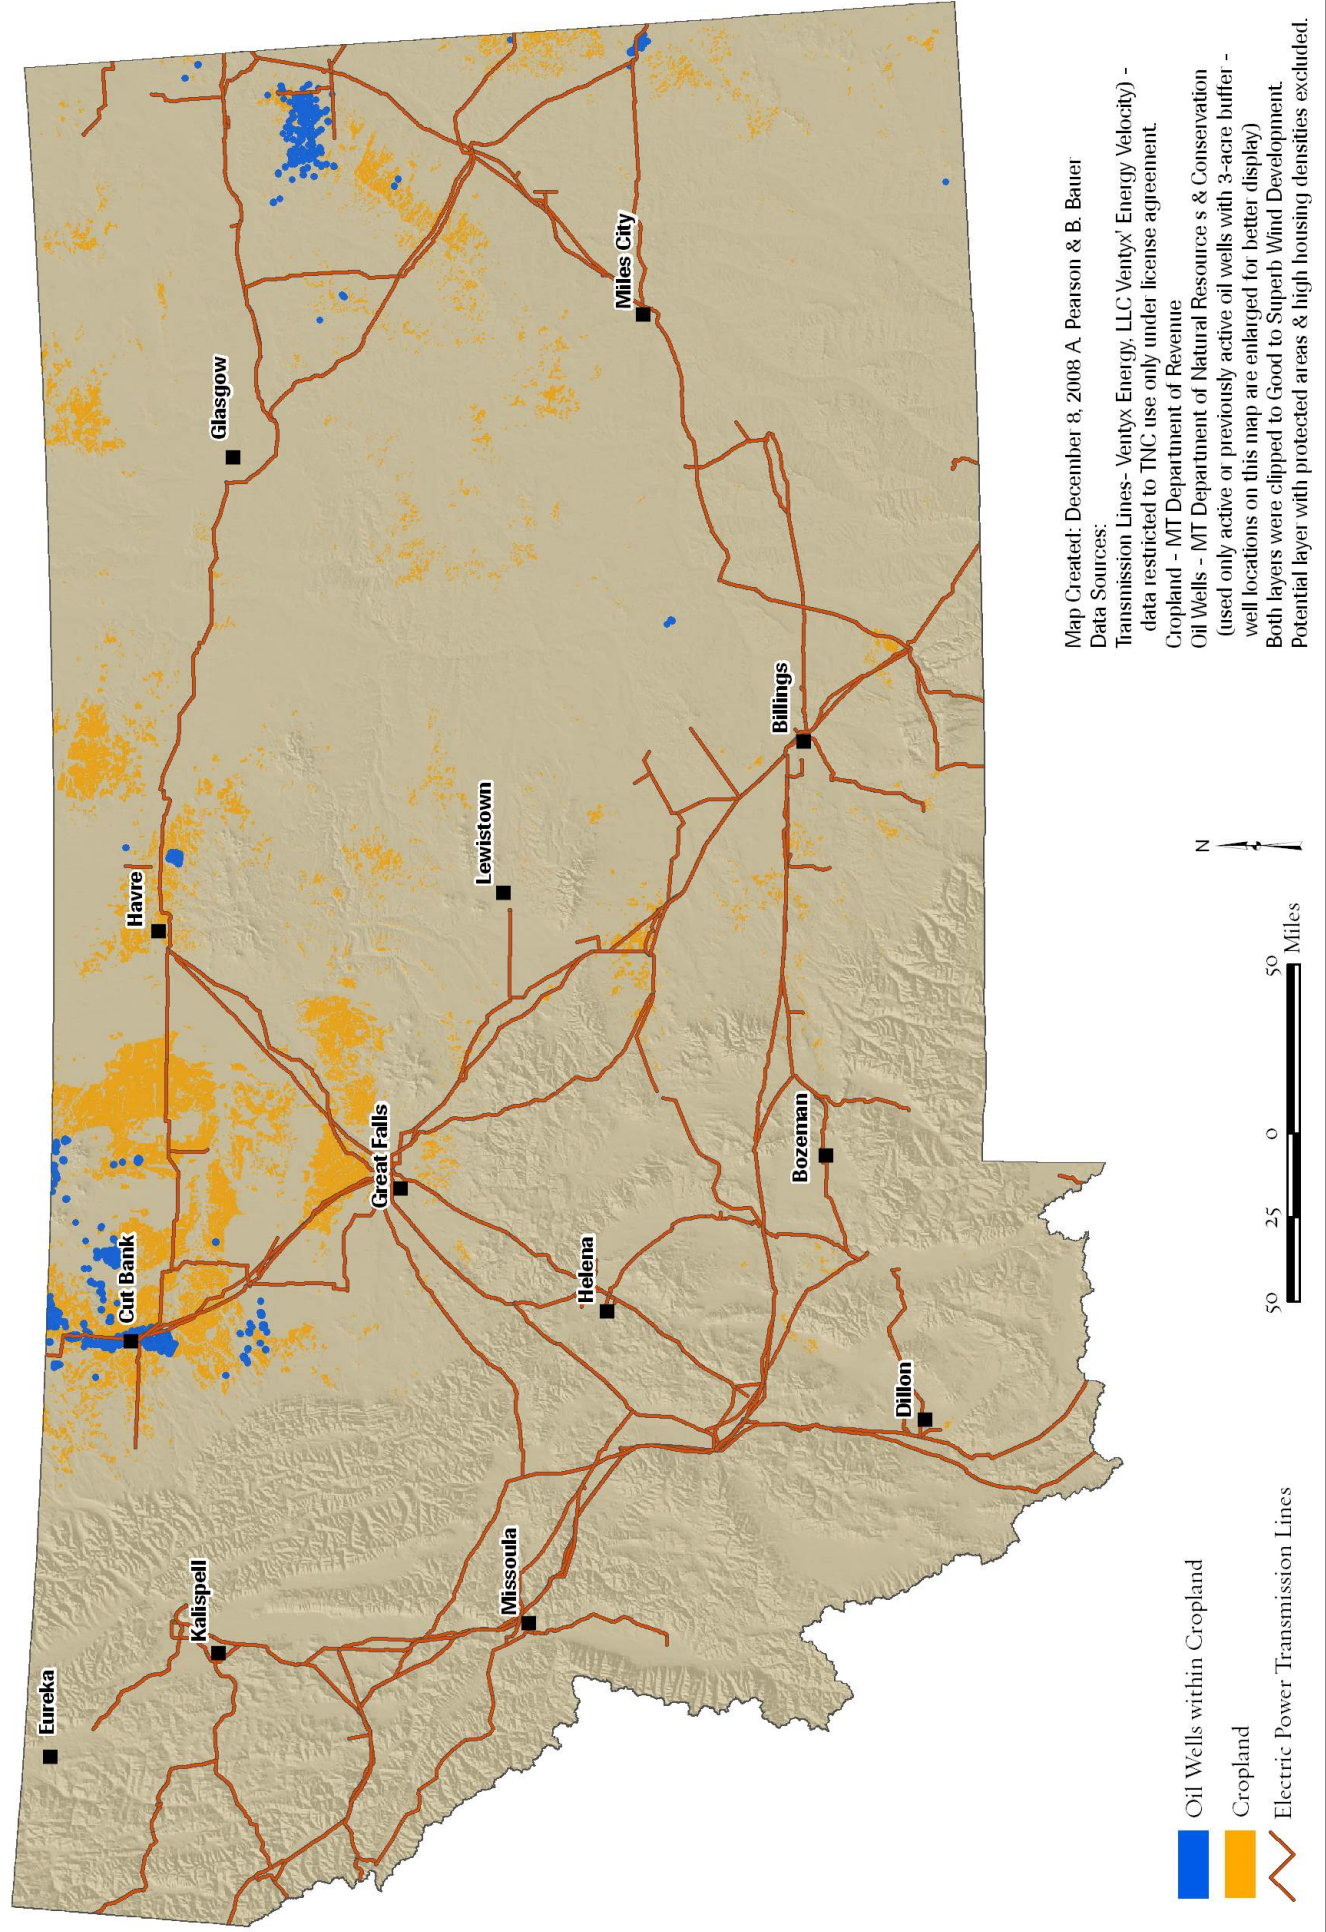 Eureka
Kalispell
Cut Bank
Havre
Glasgow
Great Falls
Missoula
Lewistown
Helena
Miles City
Billings
Bozeman
Dillon
Oil Wells within Cropland
Cropland
Electric Power Transmission Lines
50 25 0 50
Miles
N
Map Created: December 8, 2008 A. Pearson & B. Bauer
Data Sources:
Transmission Lines- Ventyx Energy, LLC Ventyx' Energy Velocity) -
data restricted to TNC use only under license agreement.
Cropland - MT Department of Revenue
Oil Wells - MT Department of Natural Resource s & Conservation
(used only active or previously active oil wells with 3-acre buffer -
well locations on this map are enlarged for better display)
Both layers were clipped to Good to Superb Wind Development
Potential layer with protected areas & high housing densities excluded.